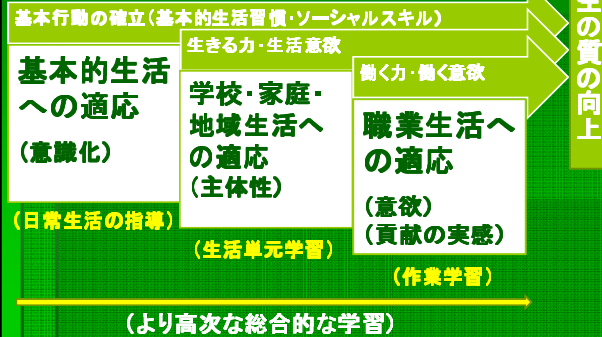 基本行動の確立（基本的生活習慣・ソーシャルスキル）
生きる力・生活意欲
働く力・働く意欲
基本的生活
への適応
（意識化）
学校・家庭・
地域生活へ
の適応
（主体性）
職業生活へ
の適応
（意欲）
（貢献の実感）
（日常生活の指導）
（生活単元学習）
（作業学習）
（より高次な総合的な学習）
の質の向上